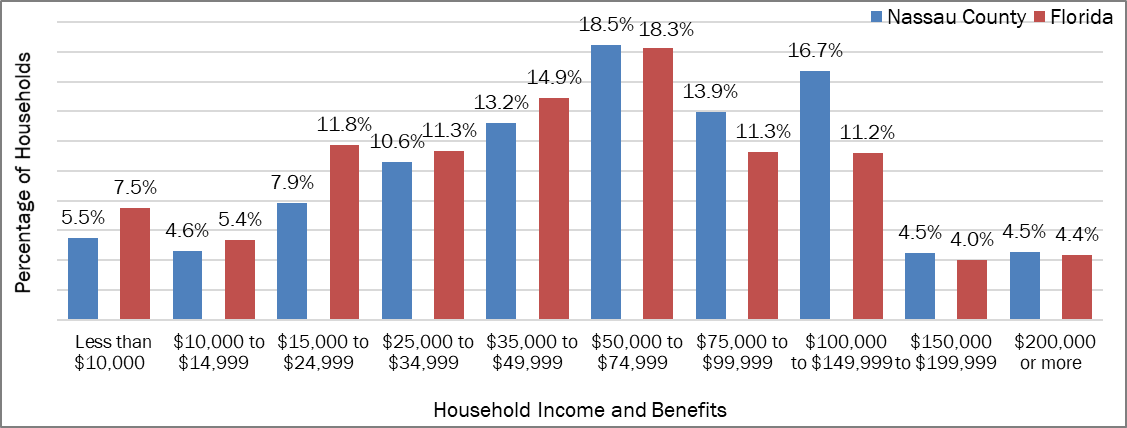 Nassau County Florida
Percentage of Households
5.5%
7.5%
4.6%
5.4%
7.9%
11.8%
10.6%
11.3%
13.2%
14.9%
18.5%
18.3%
13.9%
11.3%
16.7%
11.2%
4.5%
4.0%
4.5%
4.4%
Less than
$10,000
$10,000 to
$14,999
$15,000 to
$24,999
$25,000 to
$34,999
$35,000 to
$49,999
$50,000 to
$74,999
$75,000 to
$99,999
$100,000
to $149,999
$150,000
to $199,999
$200,000
or more
Household Income and Benefits